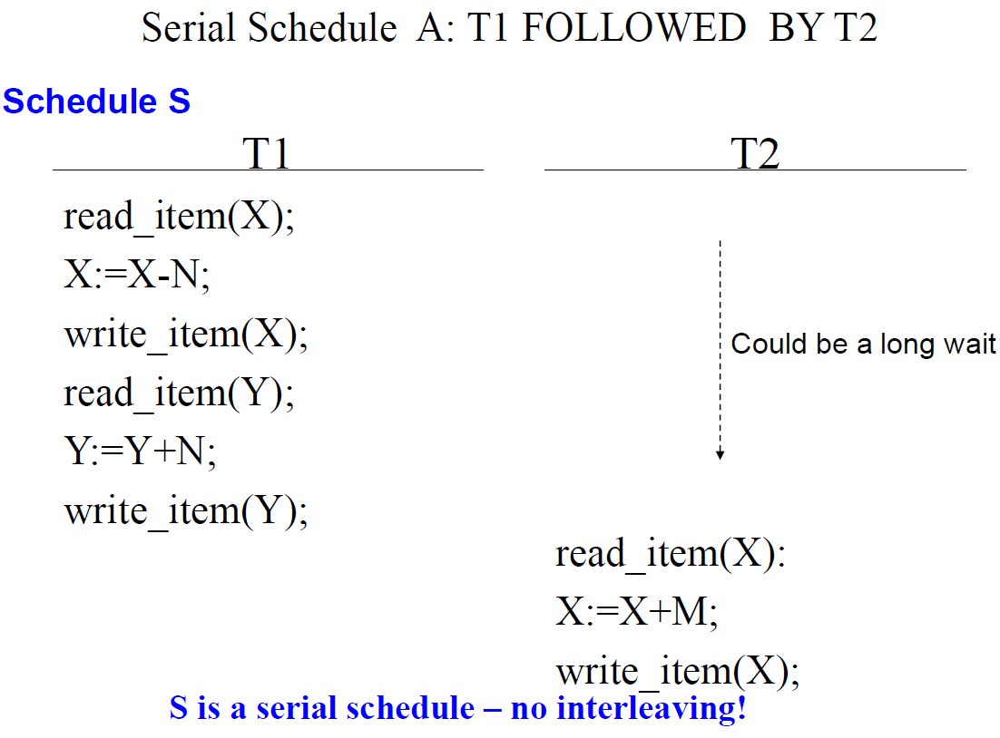 Serial Schedule A: T1 FOLLOWED BY T2
Schedule S
T1
read_item(X);
X:=X-N;
write_item(X);
read_item(Y);
Y:=Y+N;
write_item(Y);
T2
Could be a long wait
read_item(X):
X:=X+M;
write_item(X);
S is a serial schedule – no interleaving!